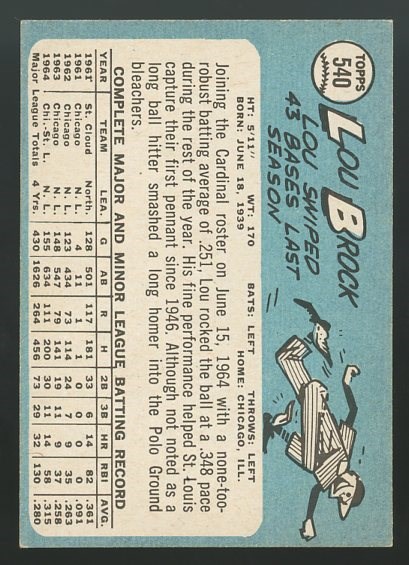 TOPPS
540
LOU BROCK
LOU SWIPED
43 BASES LAST
SEASON
HT: 5'11" WT: 170 BATS: LEFT THROWS: LEFT
BORN: JUNE 18, 1939 HOME: CHICAGO, ILL.
Joining the Cardinal roster on June 15, 1964 with a none-too-
robust batting average of .251, Lou rocked the ball at a .348 pace
during the rest of the year. His fine performance helped St. Louis
capture their first pennant since 1946. Although not noted as a
long ball hitter smashed a long homer into the Polo Ground
bleachers.
COMPLETE MAJOR AND MINOR LEAGUE BATTING RECORD
YEAR TEAM LEA. G AB R H 2B 3B HR RBI AVG.
1961 St. Cloud North. 128 501 117 181 33 6 14 82 .361
1961 Chicago N. L. 4 11 1 1 0 0 0 0 .091
1962 Chicago N. L. 123 434 73 114 24 7 9 35 .263
1963 Chicago N. L. 148 547 79 141 19 11 9 37 .258
1964 Chi.-St. L. N. L. 155 634 111 200 30 11 14 58 .315
Major League Totals 4 Yrs. 430 1626 264 456 73 29 32 130 .280